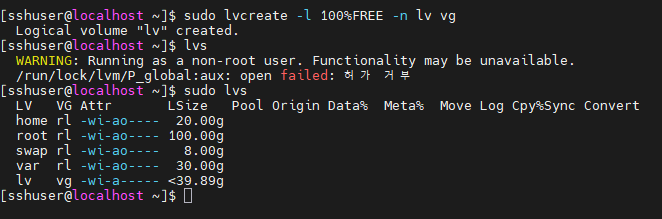 [sshuser@localhost ~]$ sudo lvcreate -l 100%FREE -n lv vg
  Logical volume "lv" created.
[sshuser@localhost ~]$ lvs
  WARNING: Running as a non-root user. Functionality may be unavailable.
  /run/lock/lvm/P_global:aux: open failed: 허가 거부
[sshuser@localhost ~]$ sudo lvs
  LV   VG Attr       LSize   Pool Origin Data%  Meta%  Move Log Cpy%Sync Convert
  home rl -wi-ao----  20.00g
  root rl -wi-ao---- 100.00g
  swap rl -wi-ao----   8.00g
  var  rl -wi-ao----  30.00g
  lv   vg -wi-a----- <39.89g
[sshuser@localhost ~]$